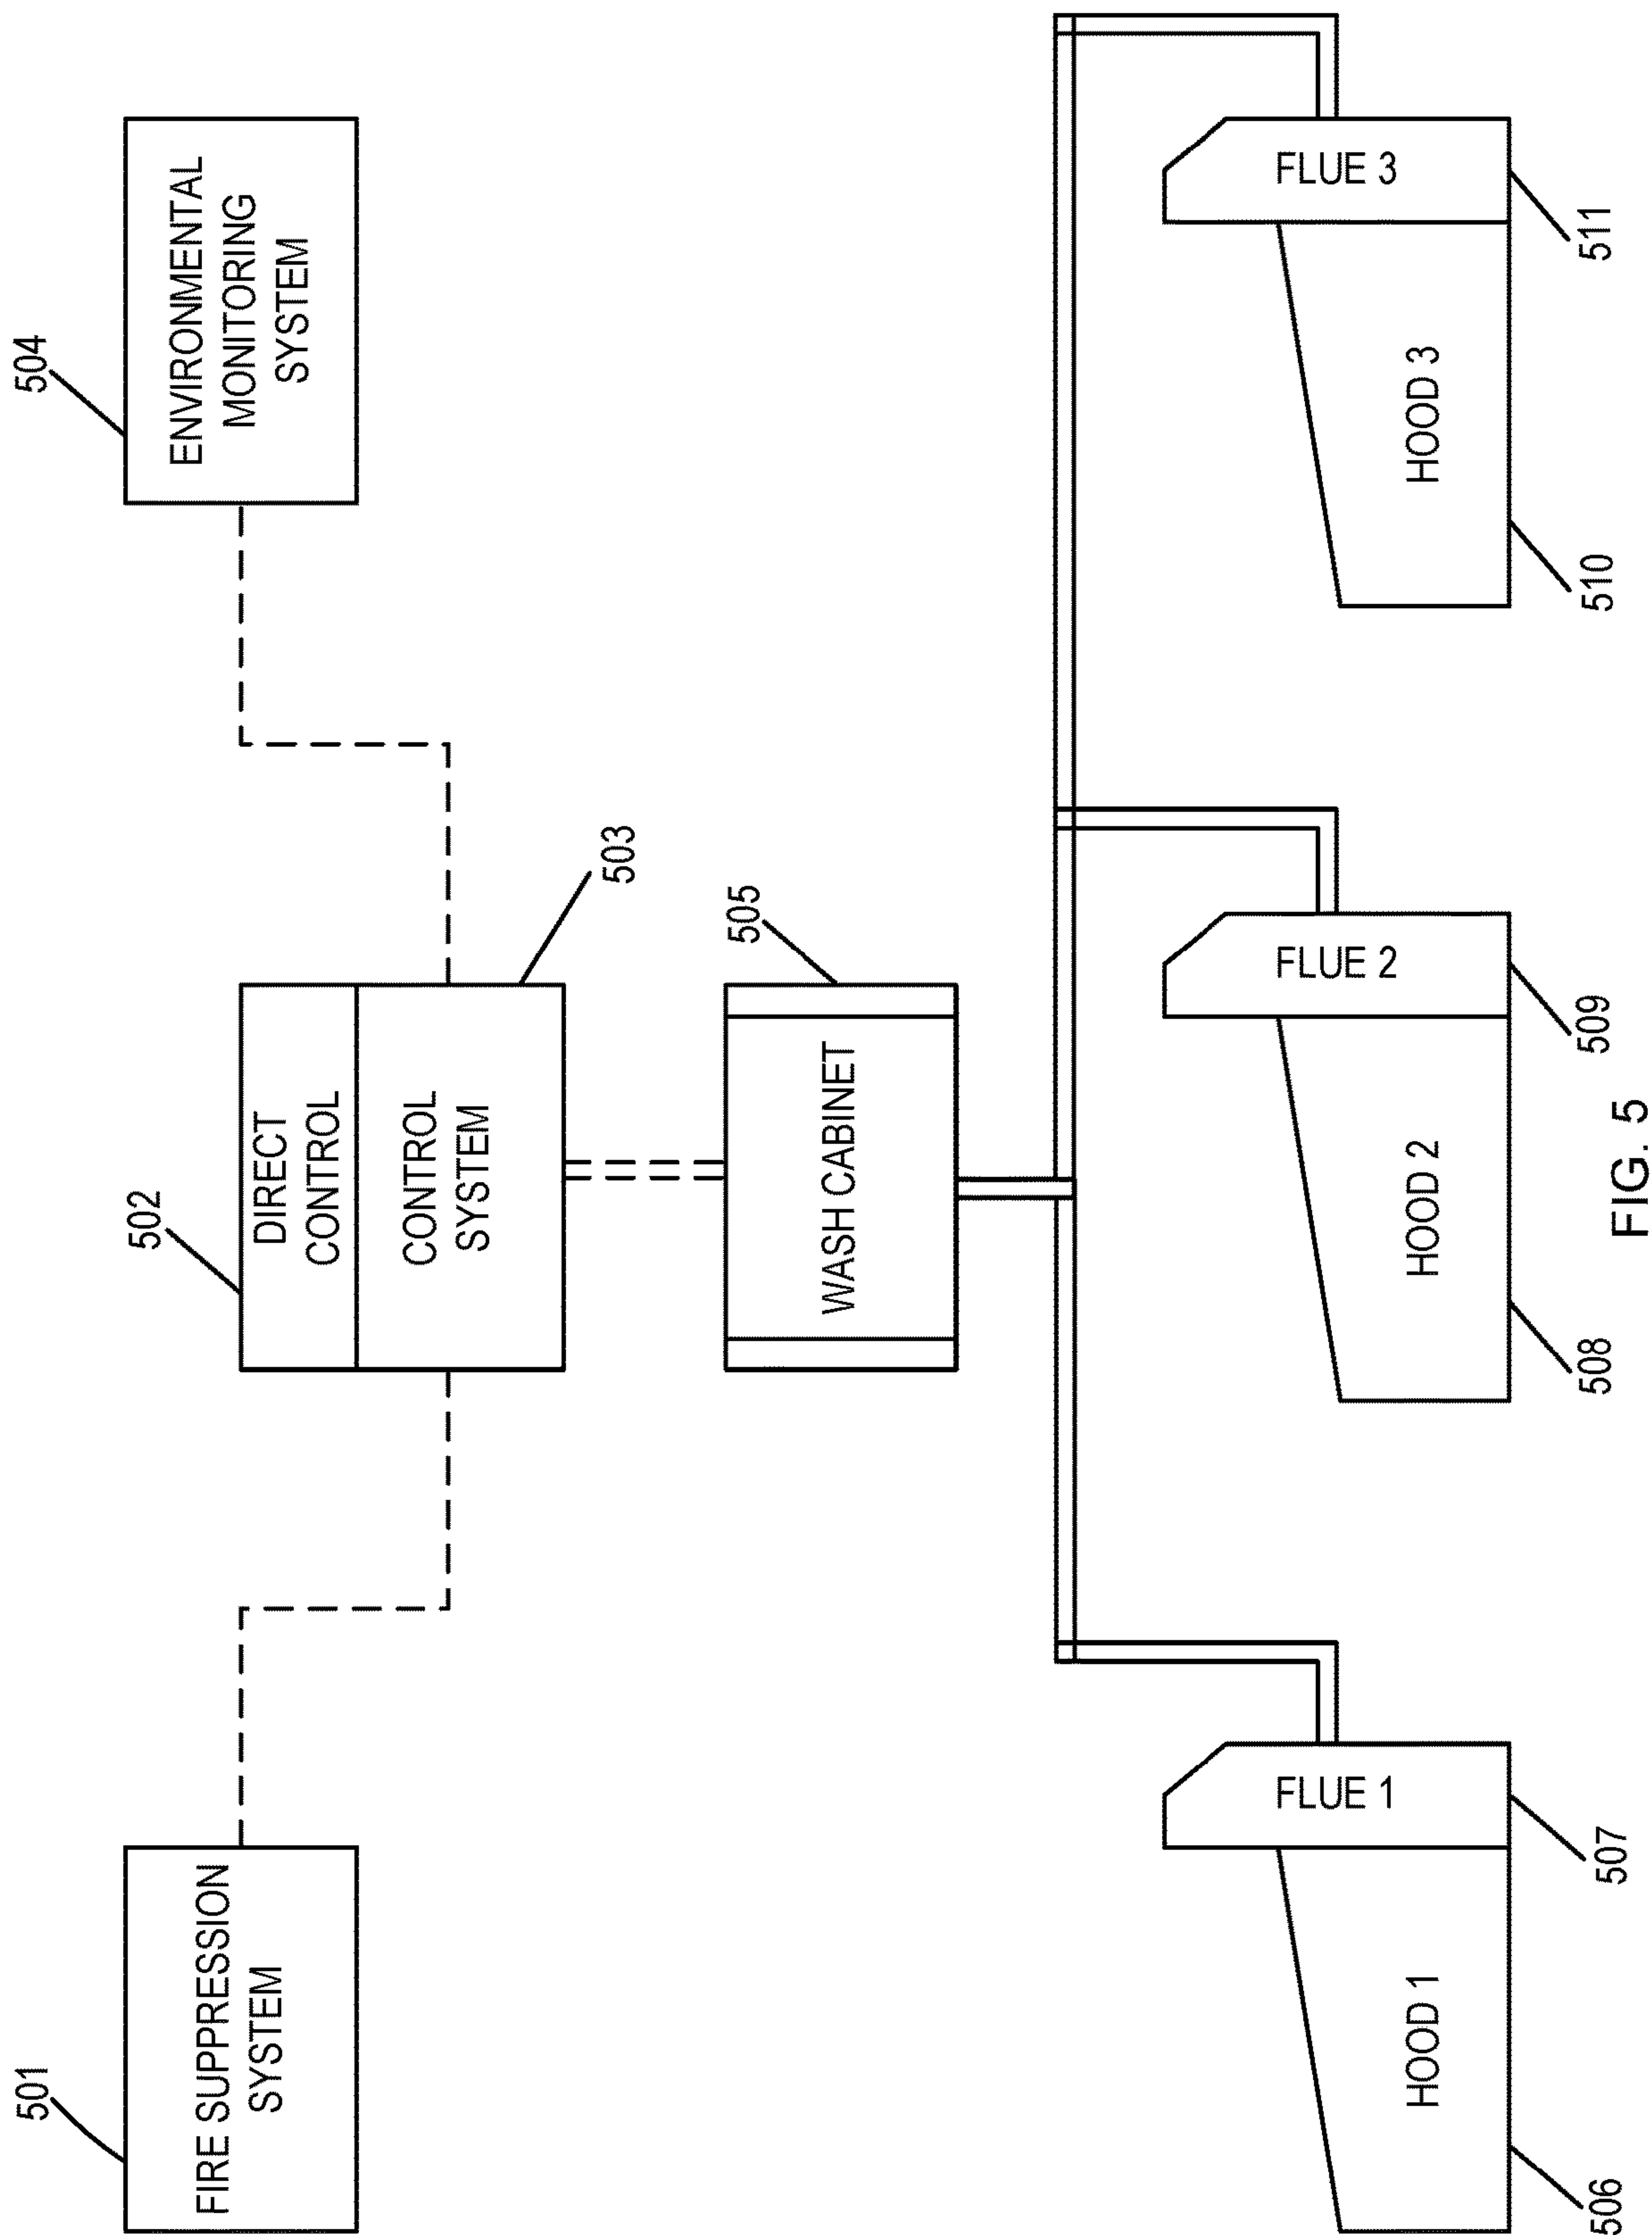 501
FIRE SUPPRESSION
SYSTEM
502
DIRECT
CONTROL
CONTROL
SYSTEM
503
504
ENVIRONMENTAL
MONITORING
SYSTEM
WASH CABINET
505
FLUE 1
HOOD 1
506
507
FLUE 2
HOOD 2
508
509
FLUE 3
HOOD 3
510
511
FIG. 5